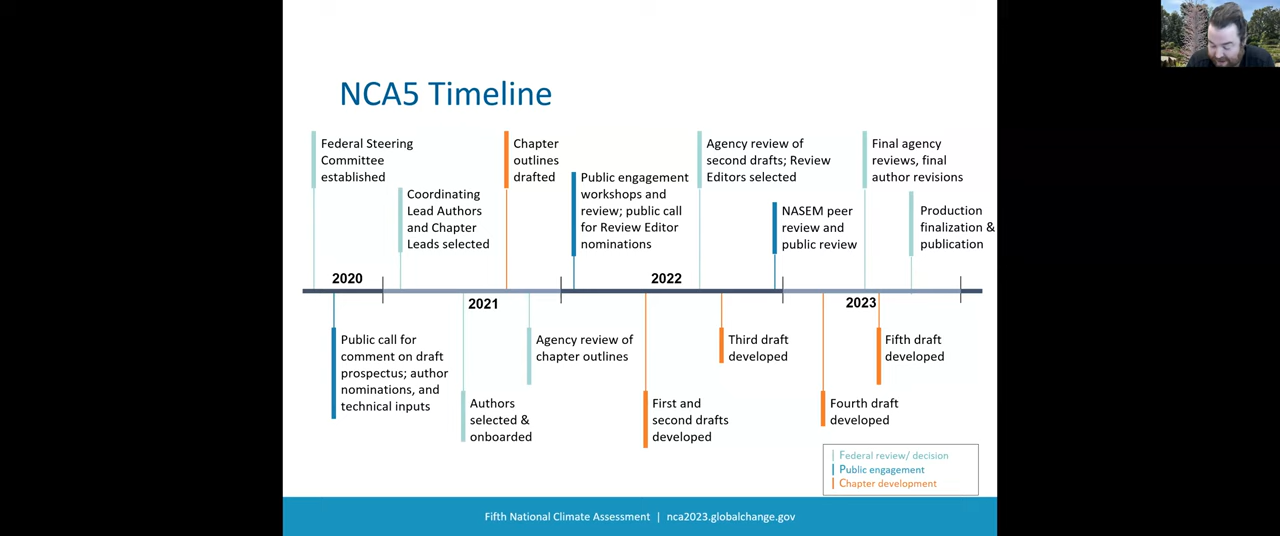 NCA5 Timeline
Federal Steering
Committee
established
Coordinating
Lead Authors
and Chapter
Leads selected
Chapter
outlines
drafted
Public engagement
workshops and
review; public call
for Review Editor
nominations
Agency review of
second drafts; Review
Editors selected
NASEM peer
review and
public review
Final agency
reviews, final
author revisions
Production
finalization &
publication
2020
2021
2022
2023
Public call for
comment on draft
prospectus; author
nominations, and
technical inputs
Authors
selected &
onboarded
Agency review of
chapter outlines
First and
second drafts
developed
Third draft
developed
Fourth draft
developed
Fifth draft
developed
Federal review/ decision
Public engagement
Chapter development
Fifth National Climate Assessment | nca2023.globalchange.gov